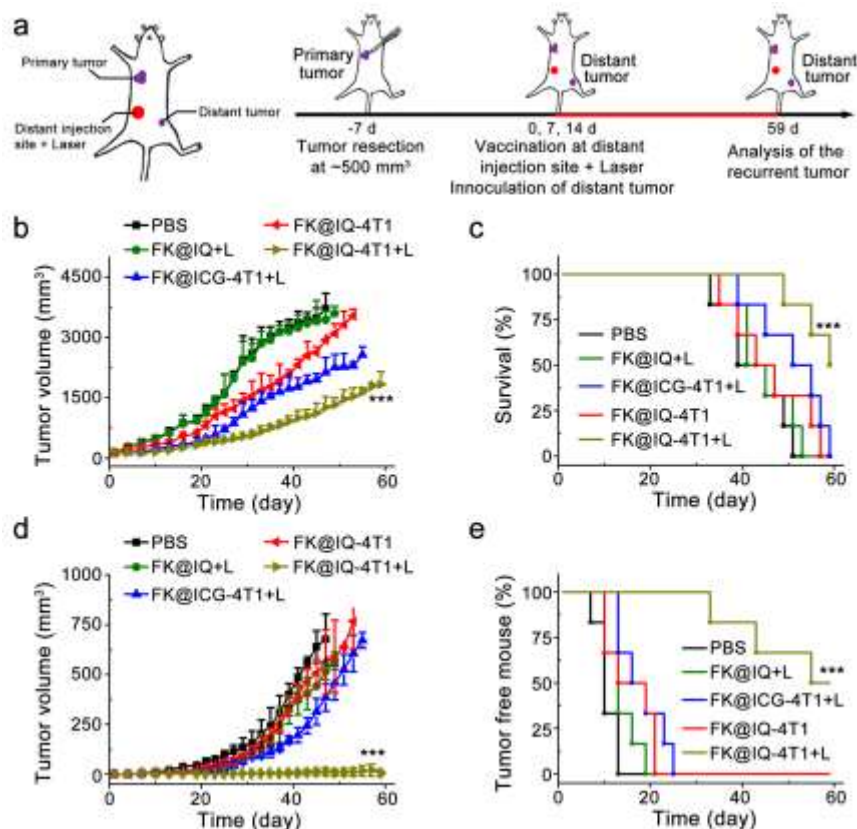 a
Primary tumor
Distant injection
site + Laser
Distant tumor
Primary
tumor
Distant
tumor
Distant
tumor
-7 d
0, 7, 14 d
59 d
Tumor resection
at ~500 mm³
Vaccination at distant
injection site + Laser
Innoculation of distant tumor
Analysis of the
recurrent tumor
b
PBS
FK@IQ-4T1
FK@IQ+L
FK@IQ-4T1+L
FK@ICG-4T1+L
Tumor volume (mm³)
4500
3000
1500
0
***
0 20 40 60
Time (day)
c
Survival (%)
100
75
50
25
0
***
PBS
FK@IQ+L
FK@ICG-4T1+L
FK@IQ-4T1
FK@IQ-4T1+L
0 20 40 60
Time (day)
d
PBS
FK@IQ-4T1
FK@IQ+L
FK@IQ-4T1+L
FK@ICG-4T1+L
Tumor volume (mm³)
1000
750
500
250
0
***
0 20 40 60
Time (day)
e
Tumor free mouse (%)
100
75
50
25
0
PBS
FK@IQ+L
FK@ICG-4T1+L
FK@IQ-4T1
FK@IQ-4T1+L
***
0 20 40 60
Time (day)